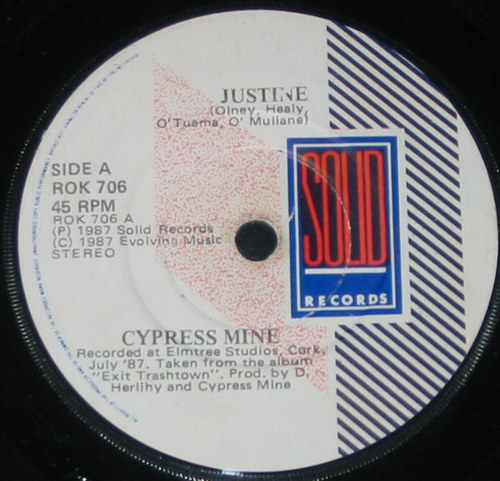 JUSTINE
(Olney, Healy,
O'Tuama, O' Mullane)
SIDE A
ROK 706
45 RPM
ROK 706 A
(P) 1987 Solid Records
(C) 1987 Evolving Music
STEREO
SOLID
RECORDS
CYPRESS MINE
Recorded at Elmtree Studios, Cork,
July '87. Taken from the album
"Exit Trashtown". Prod. by D.
Herlihy and Cypress Mine